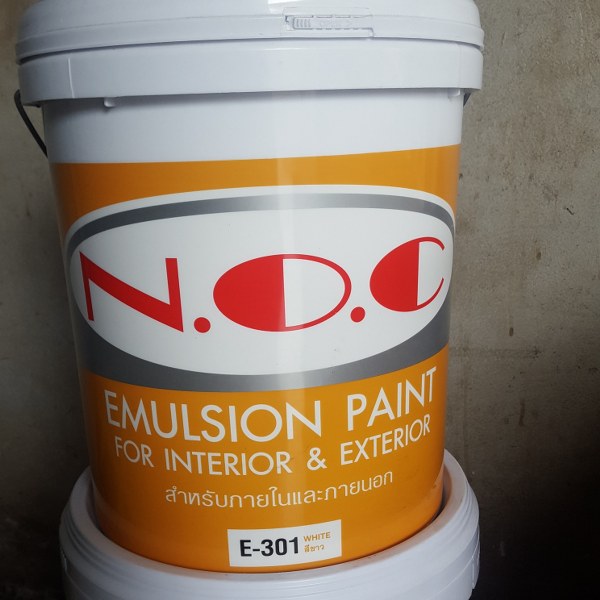 N.O.C
EMULSION PAINT
FOR INTERIOR & EXTERIOR
สำหรับภายในและภายนอก
E-301 WHITE
สีขาว